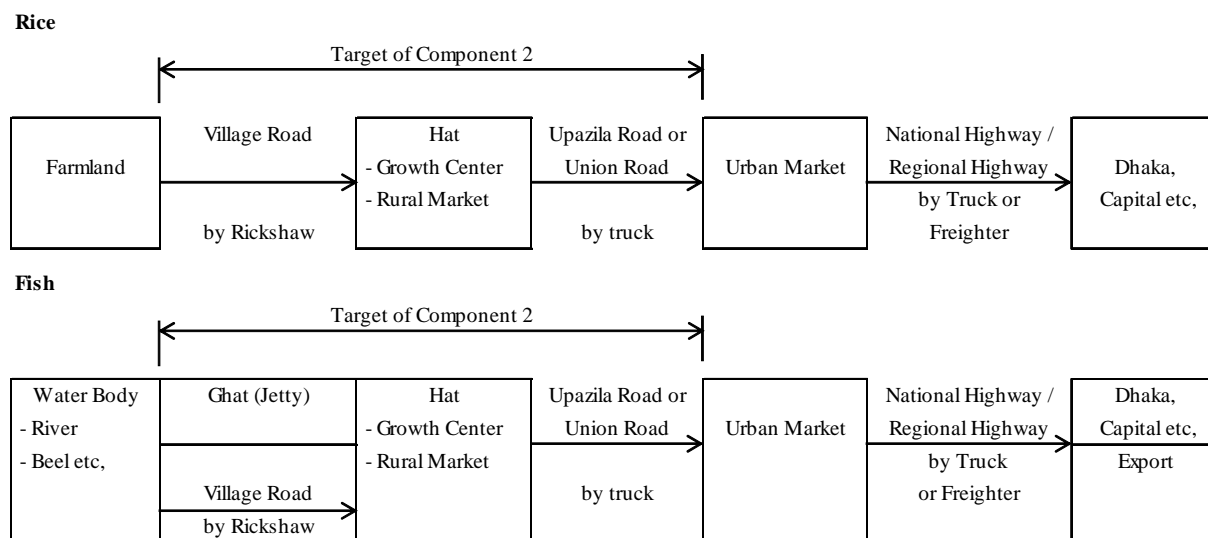 Rice
Target of Component 2
Farmland
Village Road
by Rickshaw
Hat
- Growth Center
- Rural Market
Upazila Road or
Union Road
by truck
Urban Market
National Highway /
Regional Highway
by Truck or
Freighter
Dhaka,
Capital etc,
Fish
Target of Component 2
Water Body
- River
- Beel etc,
Ghat (Jetty)
Village Road
by Rickshaw
Hat
- Growth Center
- Rural Market
Upazila Road or
Union Road
by truck
Urban Market
National Highway /
Regional Highway
by Truck
or Freighter
Dhaka,
Capital etc,
Export